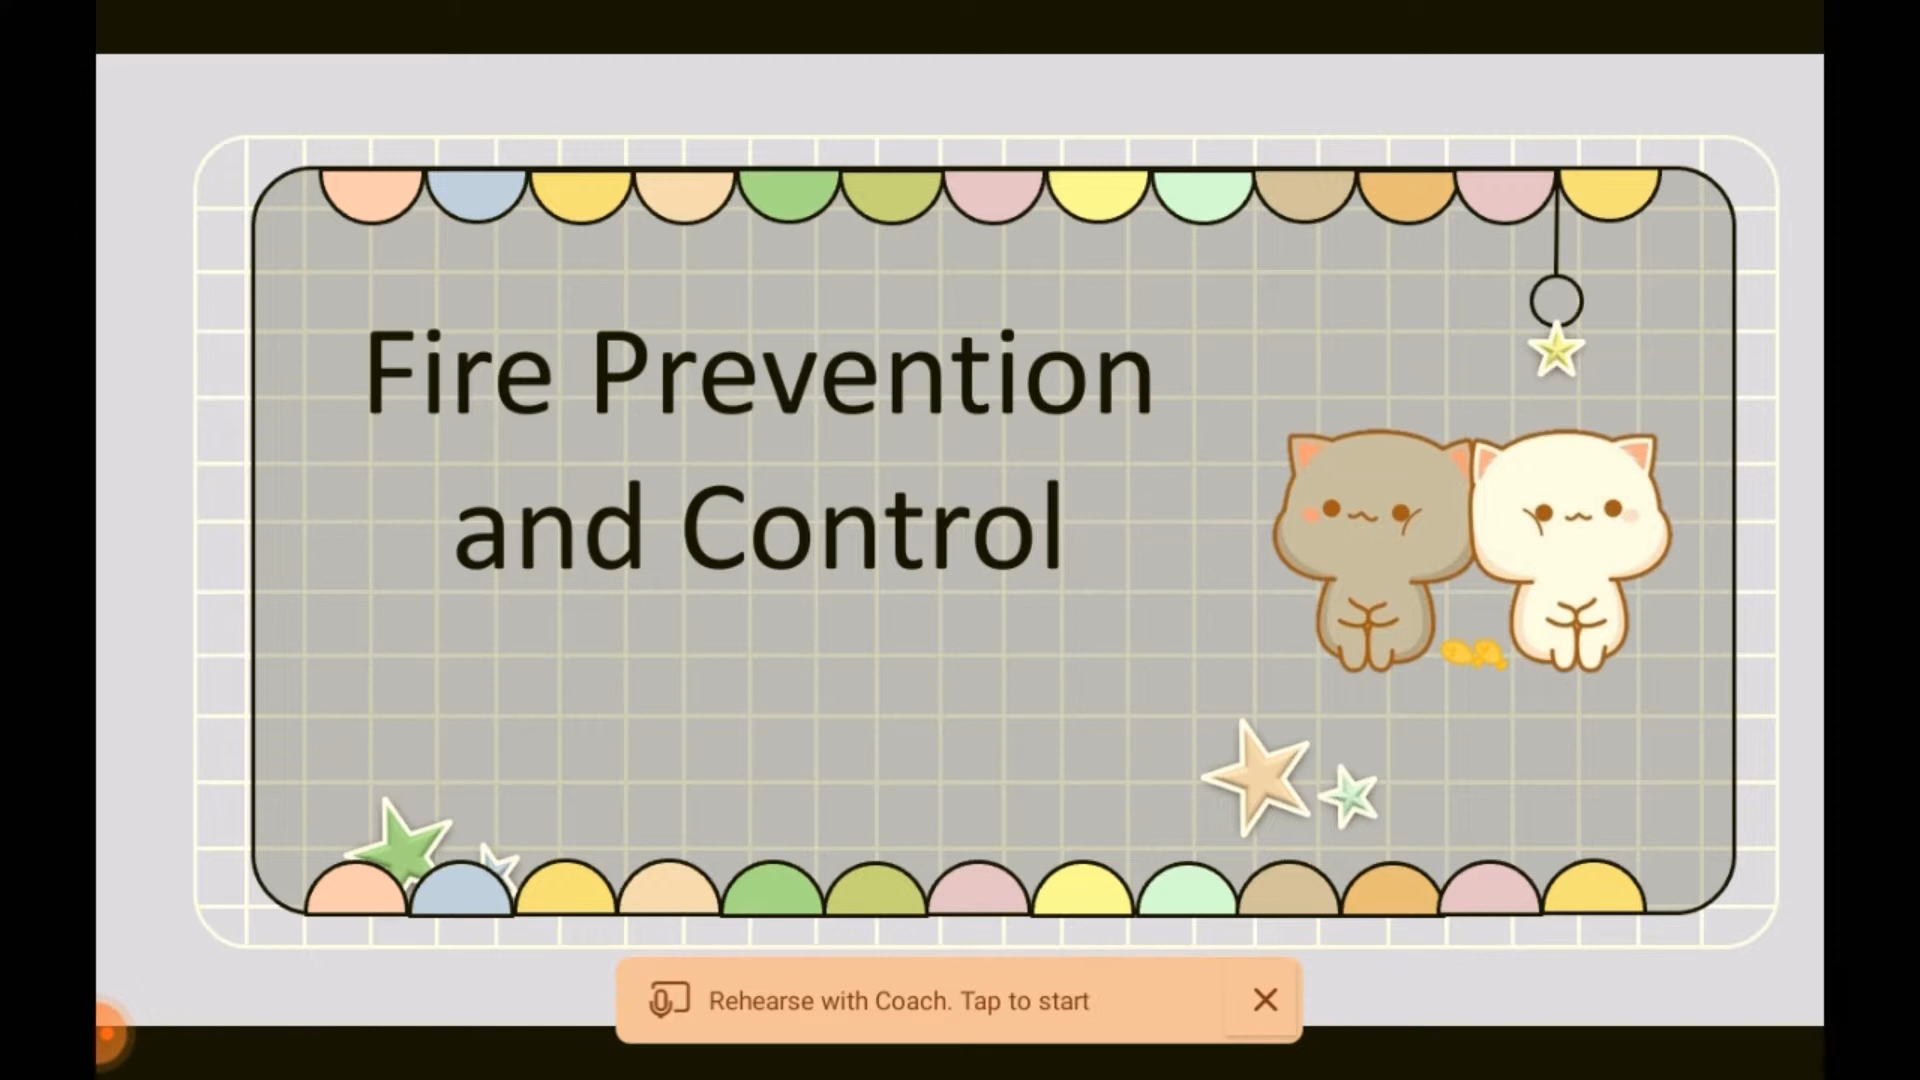 Fire Prevention
and Control
Rehearse with Coach. Tap to start